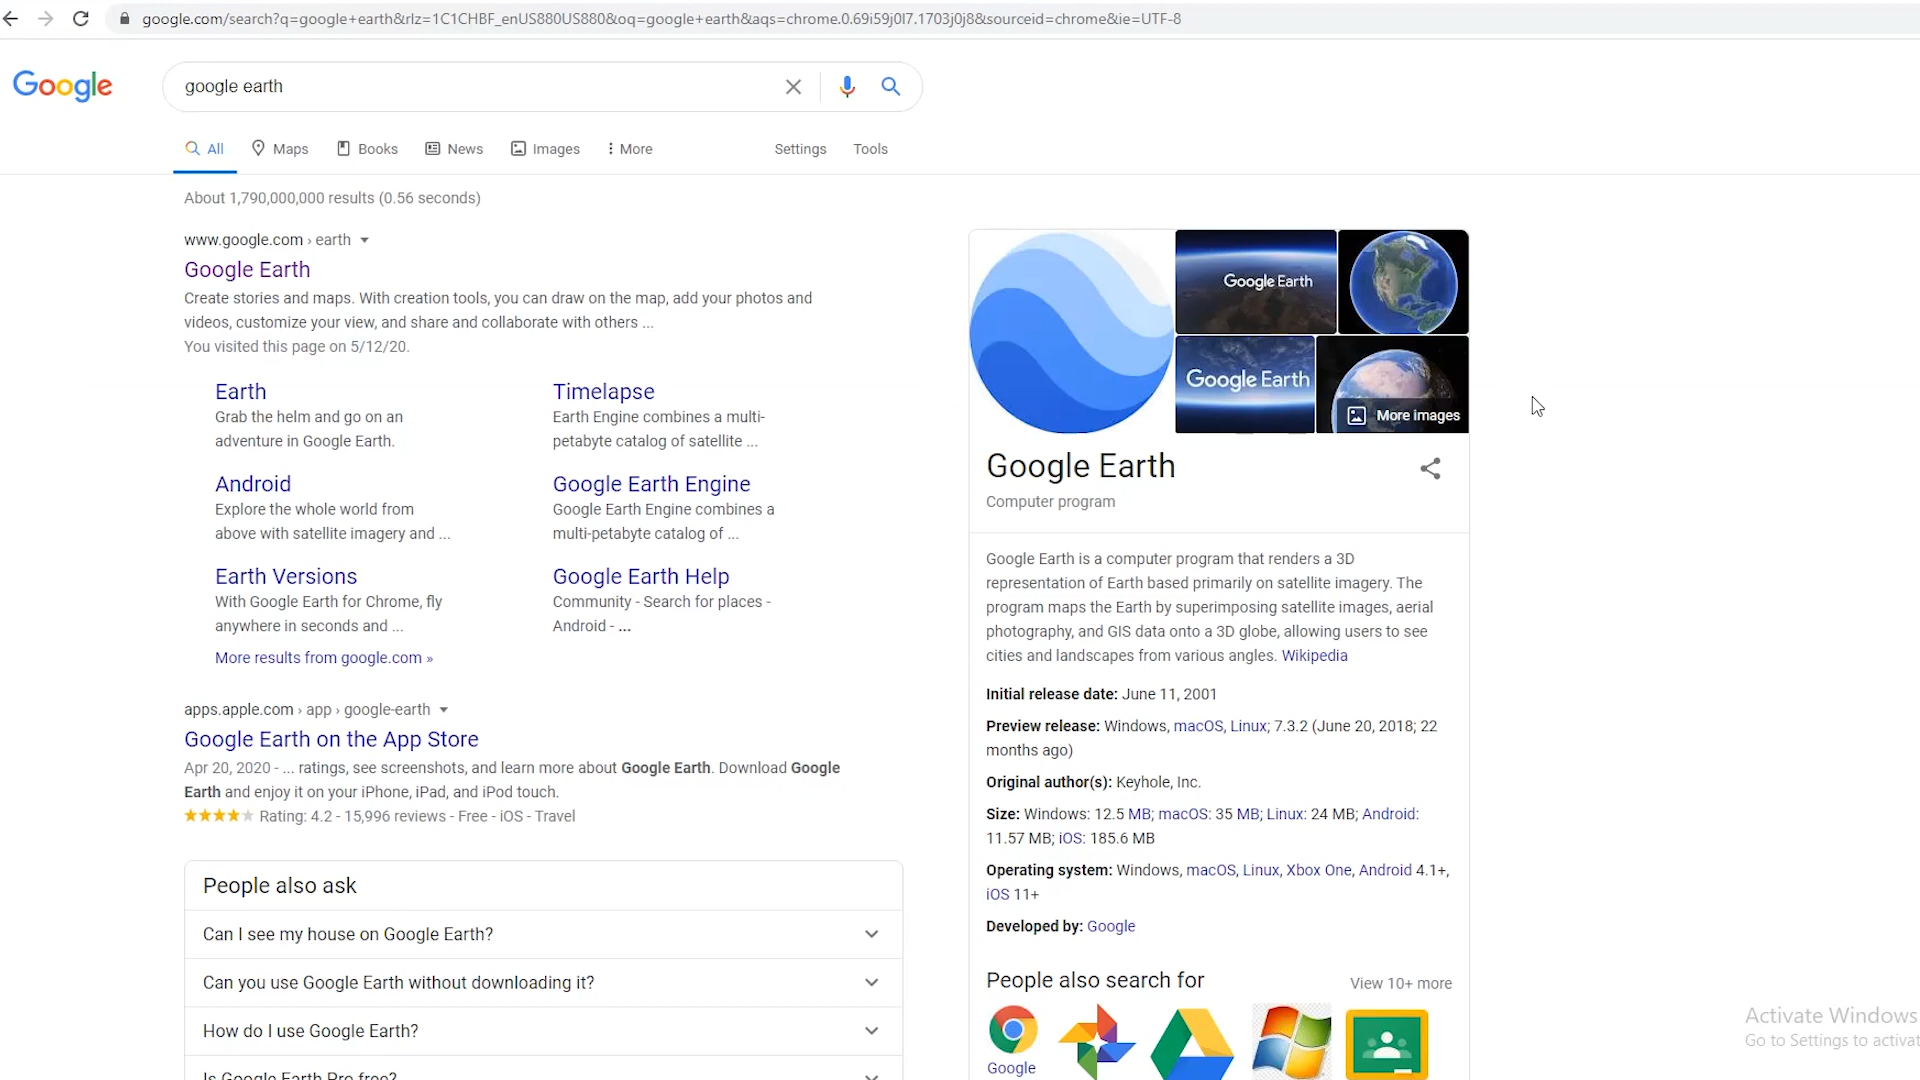 google.com/search?q=google+earth&rlz=1C1CHBF_enUS880US880&oq=google+earth&aqs=chrome.0.69i59j0l7.1703j0j8&sourceid=chrome&ie=UTF-8
Google
google earth
All
Maps
Books
News
Images
More
Settings
Tools
About 1,790,000,000 results (0.56 seconds)
www.google.com › earth
Google Earth
Create stories and maps. With creation tools, you can draw on the map, add your photos and
videos, customize your view, and share and collaborate with others ...
You visited this page on 5/12/20.
Earth
Grab the helm and go on an
adventure in Google Earth.
Timelapse
Earth Engine combines a multi-
petabyte catalog of satellite ...
Android
Explore the whole world from
above with satellite imagery and ...
Google Earth Engine
Google Earth Engine combines a
multi-petabyte catalog of ...
Earth Versions
With Google Earth for Chrome, fly
anywhere in seconds and ...
Google Earth Help
Community - Search for places -
Android - ...
More results from google.com »
apps.apple.com › app › google-earth
Google Earth on the App Store
Apr 20, 2020 - ... ratings, see screenshots, and learn more about Google Earth. Download Google
Earth and enjoy it on your iPhone, iPad, and iPod touch.
Rating: 4.2 - 15,996 reviews - Free - iOS - Travel
People also ask
Can I see my house on Google Earth?
Can you use Google Earth without downloading it?
How do I use Google Earth?
Is Google Earth Pro free?
Google Earth
Google Earth
More images
Google Earth
Computer program
Google Earth is a computer program that renders a 3D
representation of Earth based primarily on satellite imagery. The
program maps the Earth by superimposing satellite images, aerial
photography, and GIS data onto a 3D globe, allowing users to see
cities and landscapes from various angles. Wikipedia
Initial release date: June 11, 2001
Preview release: Windows, macOS, Linux; 7.3.2 (June 20, 2018; 22
months ago)
Original author(s): Keyhole, Inc.
Size: Windows: 12.5 MB; macOS: 35 MB; Linux: 24 MB; Android:
11.57 MB; iOS: 185.6 MB
Operating system: Windows, macOS, Linux, Xbox One, Android 4.1+,
iOS 11+
Developed by: Google
People also search for
View 10+ more
Google
Activate Windows
Go to Settings to activat